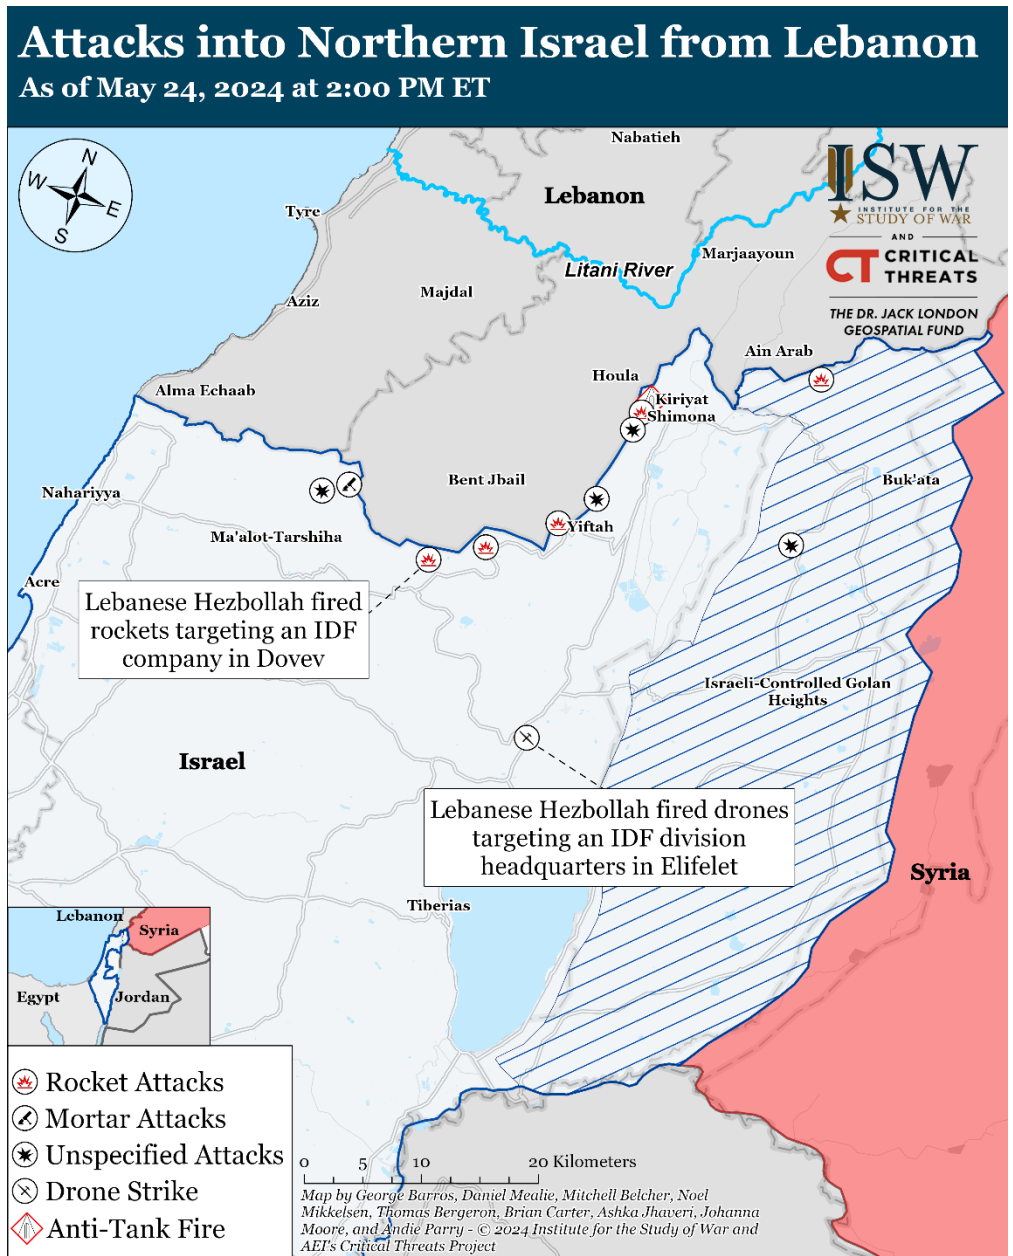 Attacks into Northern Israel from Lebanon
As of May 24, 2024 at 2:00 PM ET
N
W
E
S
Nabatieh
Lebanon
Tyre
Litani River
Marjaayoun
Aziz
Majdal
ISW
INSTITUTE FOR THE
STUDY OF WAR
AND
CT CRITICAL
THREATS
THE DR. JACK LONDON
GEOSPATIAL FUND
Ain Arab
Houla
Alma Echaab
Kiriyat
Shimona
Bent Jbail
Buk'ata
Nahariyya
Yiftah
Ma'alot-Tarshiha
Acre
Lebanese Hezbollah fired
rockets targeting an IDF
company in Dovev
Israeli-Controlled Golan
Heights
Israel
Lebanese Hezbollah fired drones
targeting an IDF division
headquarters in Elifelet
Syria
Tiberias
Lebanon
Syria
Egypt
Jordan
Rocket Attacks
Mortar Attacks
Unspecified Attacks
Drone Strike
Anti-Tank Fire
0 5 10 20 Kilometers
Map by George Barros, Daniel Mealie, Mitchell Belcher, Noel
Mikkelsen, Thomas Bergeron, Brian Carter, Ashka Jhaveri, Johanna
Moore, and Andie Parry - © 2024 Institute for the Study of War and
AEI's Critical Threats Project